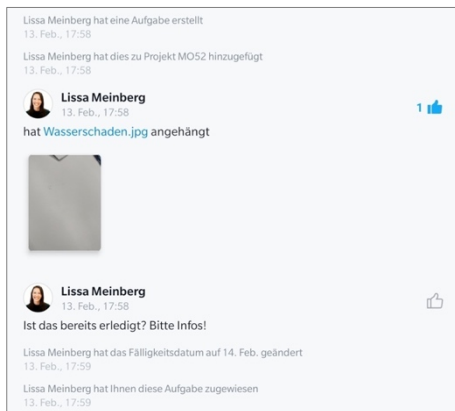 Lissa Meinberg hat eine Aufgabe erstellt
13. Feb., 17:58
Lissa Meinberg hat dies zu Projekt MO52 hinzugefügt
13. Feb., 17:58
Lissa Meinberg
13. Feb., 17:58
1
hat Wasserschaden.jpg angehängt
Lissa Meinberg
13. Feb., 17:58
Ist das bereits erledigt? Bitte Infos!
Lissa Meinberg hat das Fälligkeitsdatum auf 14. Feb. geändert
13. Feb., 17:59
Lissa Meinberg hat Ihnen diese Aufgabe zugewiesen
13. Feb., 17:59